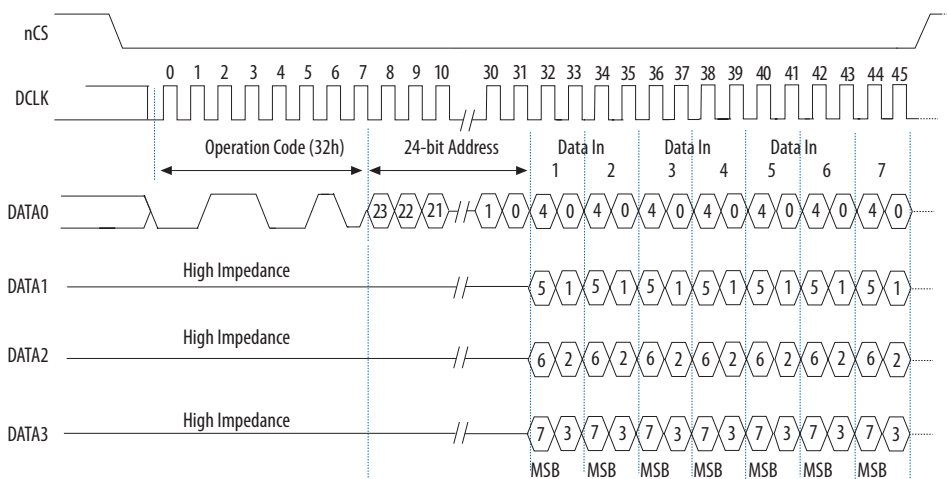 nCS
0 1 2 3 4 5 6 7 8 9 10 30 31 32 33 34 35 36 37 38 39 40 41 42 43 44 45
DCLK
Operation Code (32h) 24-bit Address Data In Data In Data In
1 2 3 4 5 6 7
DATA0 23 22 21 1 0 4 0 4 0 4 0 4 0 4 0 4 0 4 0
High Impedance
DATA1 5 1 5 1 5 1 5 1 5 1 5 1 5 1
High Impedance
DATA2 6 2 6 2 6 2 6 2 6 2 6 2 6 2
High Impedance
DATA3 7 3 7 3 7 3 7 3 7 3 7 3 7 3
MSB MSB MSB MSB MSB MSB MSB